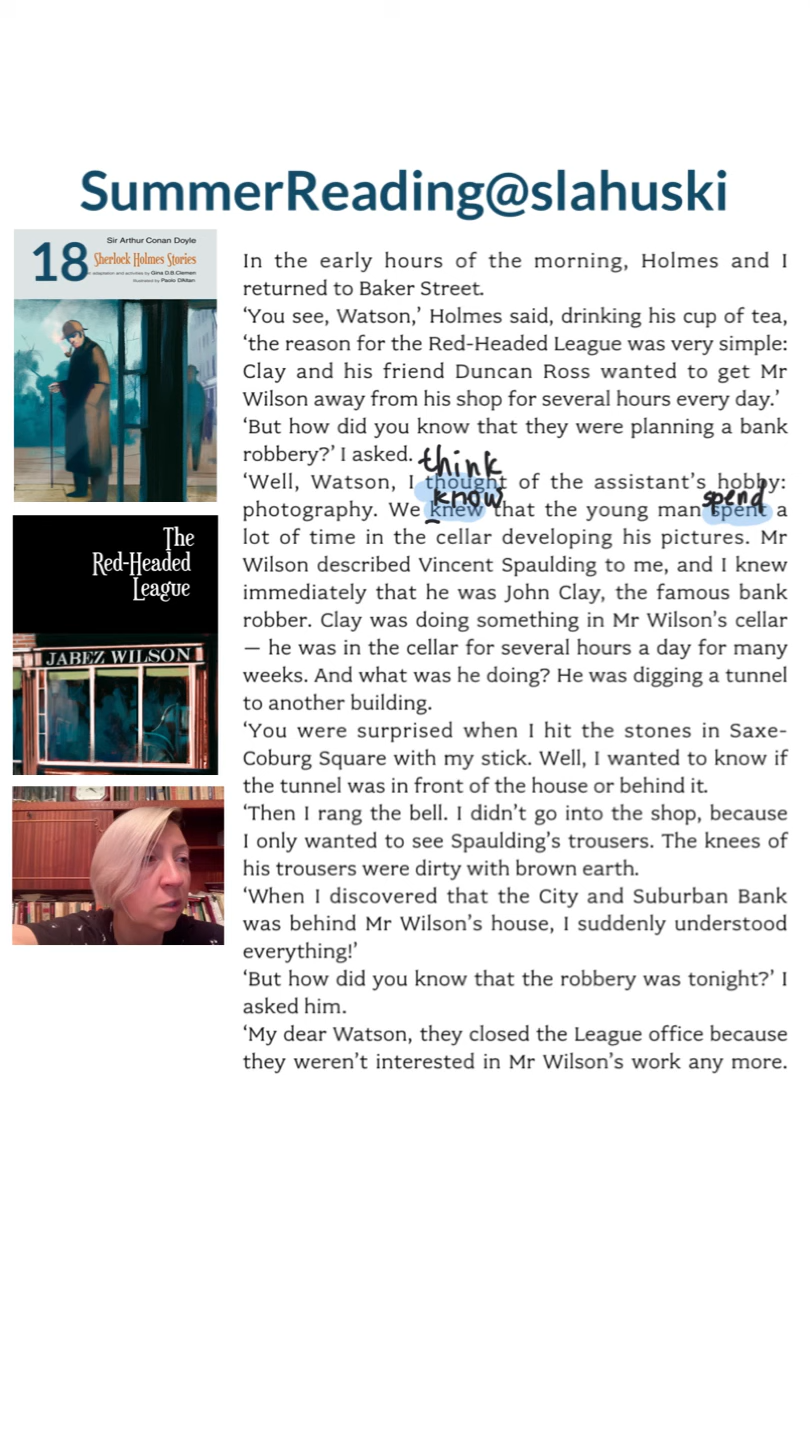 SummerReading@slahuski
18
Sir Arthur Conan Doyle
Sherlock Holmes Stories
adaptation and activities by Gina D.B. Clemen
Illustrated by Paolo D'Altan
The
Red-Headed
League
JABEZ WILSON
In the early hours of the morning, Holmes and I
returned to Baker Street.
‘You see, Watson,’ Holmes said, drinking his cup of tea,
‘the reason for the Red-Headed League was very simple:
Clay and his friend Duncan Ross wanted to get Mr
Wilson away from his shop for several hours every day.’
‘But how did you know that they were planning a bank
robbery?’ I asked.
think
‘Well, Watson, I thought of the assistant’s hobby:
know spend
photography. We knew that the young man spent a
lot of time in the cellar developing his pictures. Mr
Wilson described Vincent Spaulding to me, and I knew
immediately that he was John Clay, the famous bank
robber. Clay was doing something in Mr Wilson’s cellar
— he was in the cellar for several hours a day for many
weeks. And what was he doing? He was digging a tunnel
to another building.
‘You were surprised when I hit the stones in Saxe-
Coburg Square with my stick. Well, I wanted to know if
the tunnel was in front of the house or behind it.
‘Then I rang the bell. I didn’t go into the shop, because
I only wanted to see Spaulding’s trousers. The knees of
his trousers were dirty with brown earth.
‘When I discovered that the City and Suburban Bank
was behind Mr Wilson’s house, I suddenly understood
everything!’
‘But how did you know that the robbery was tonight?’ I
asked him.
‘My dear Watson, they closed the League office because
they weren’t interested in Mr Wilson’s work any more.